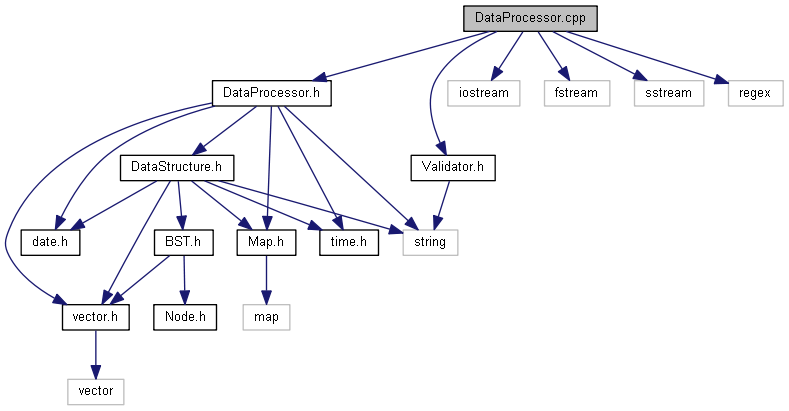 DataProcessor.cpp
DataProcessor.h
iostream
fstream
sstream
regex
DataStructure.h
Validator.h
date.h
BST.h
Map.h
time.h
string
vector.h
Node.h
map
vector